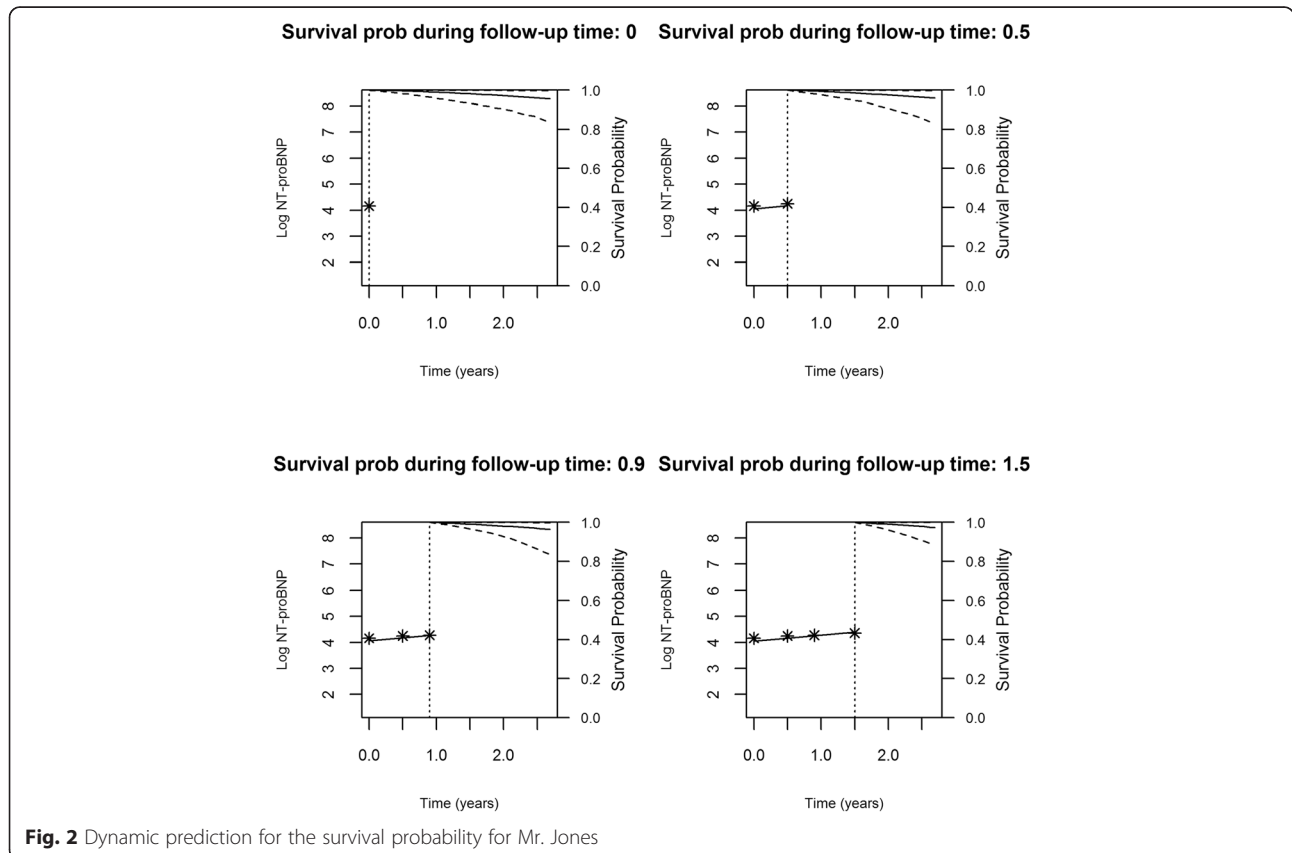 Survival prob during follow-up time: 0
Survival prob during follow-up time: 0.5
Log NT-proBNP
8
7
6
5
4
3
2
1.0
0.8
0.6
0.4
0.2
0.0
Survival Probability
0.0 1.0 2.0
Time (years)
Log NT-proBNP
8
7
6
5
4
3
2
1.0
0.8
0.6
0.4
0.2
0.0
Survival Probability
0.0 1.0 2.0
Time (years)
Survival prob during follow-up time: 0.9
Survival prob during follow-up time: 1.5
Log NT-proBNP
8
7
6
5
4
3
2
1.0
0.8
0.6
0.4
0.2
0.0
Survival Probability
0.0 1.0 2.0
Time (years)
Log NT-proBNP
8
7
6
5
4
3
2
1.0
0.8
0.6
0.4
0.2
0.0
Survival Probability
0.0 1.0 2.0
Time (years)
Fig. 2 Dynamic prediction for the survival probability for Mr. Jones